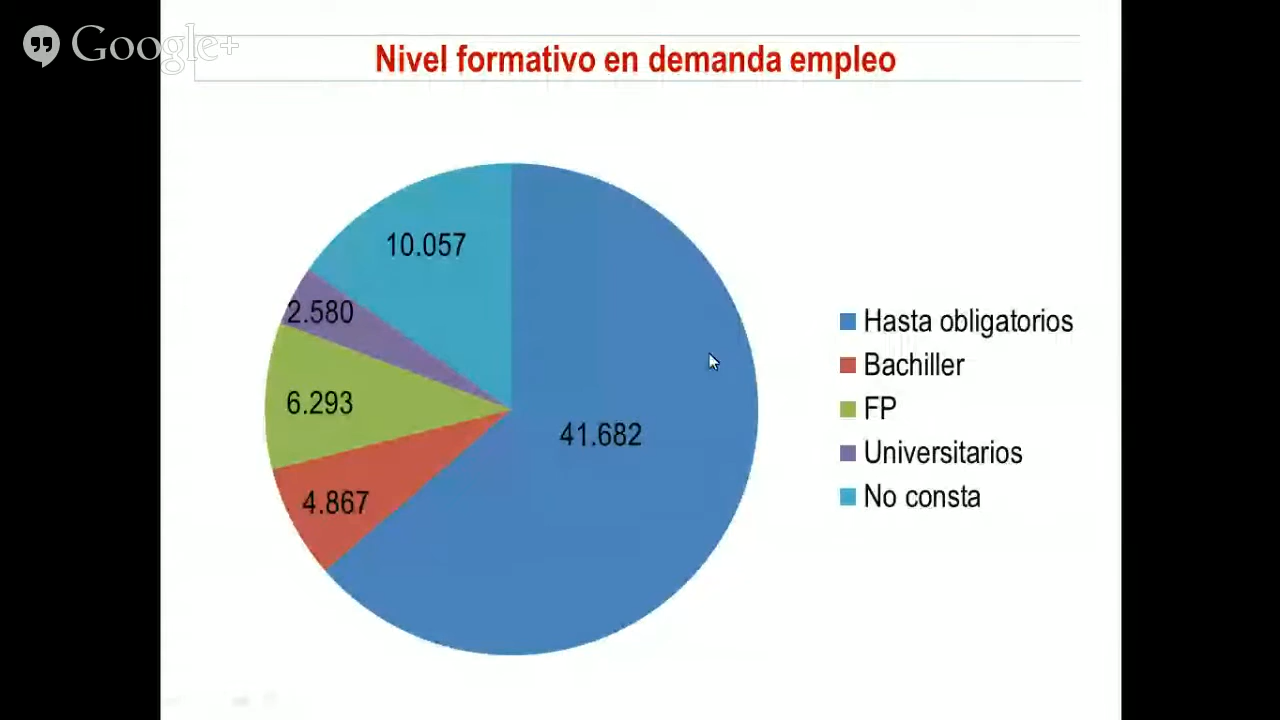 Google+
Nivel formativo en demanda empleo
10.057
2.580
6.293
41.682
4.867
Hasta obligatorios
Bachiller
FP
Universitarios
No consta